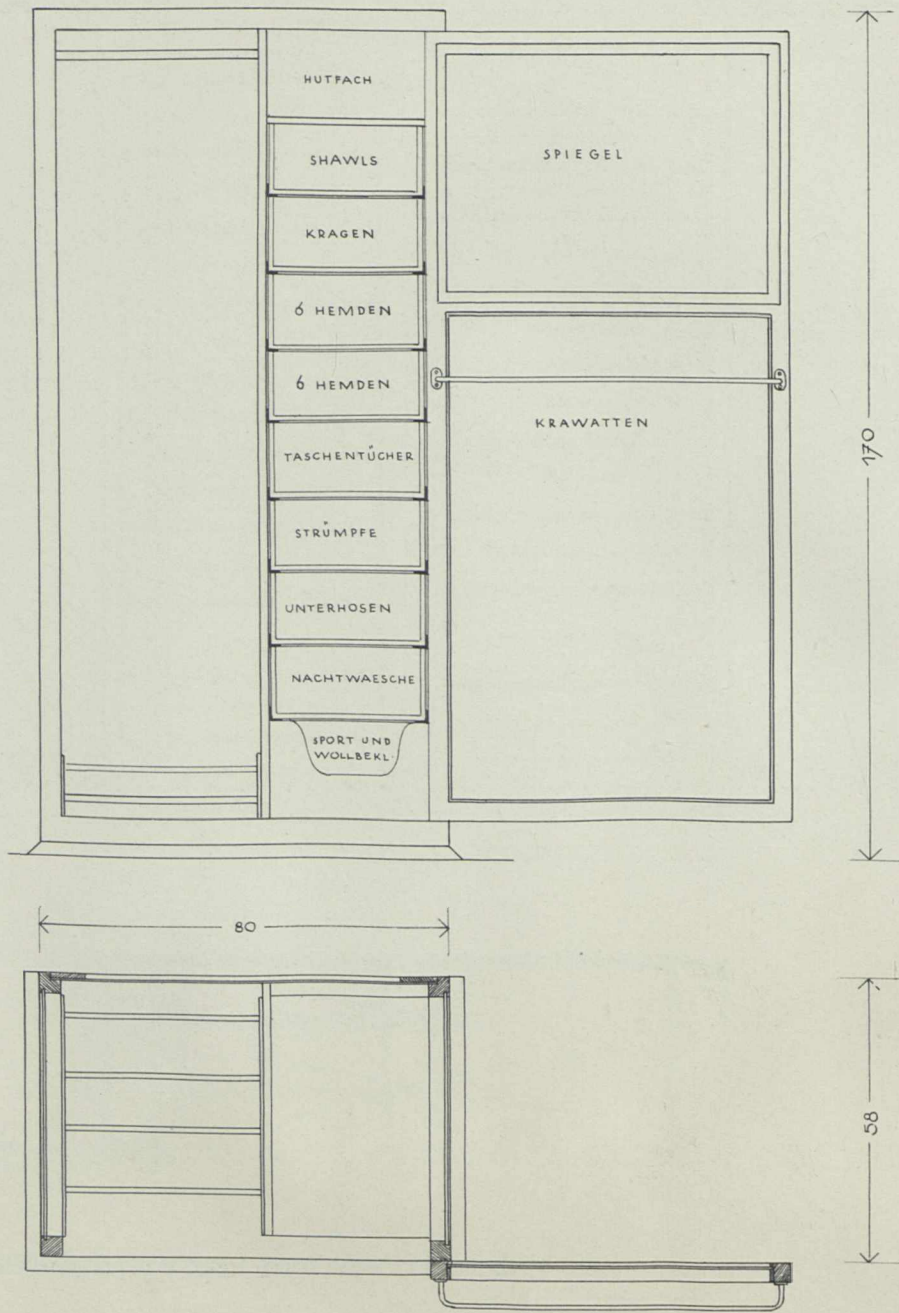 HUTFACH
SHAWLS
KRAGEN
6 HEMDEN
6 HEMDEN
TASCHENTÜCHER
STRÜMPFE
UNTERHOSEN
NACHTWAESCHE
SPORT UND
WOLLBEKL.
SPIEGEL
KRAWATTEN
170
80
58